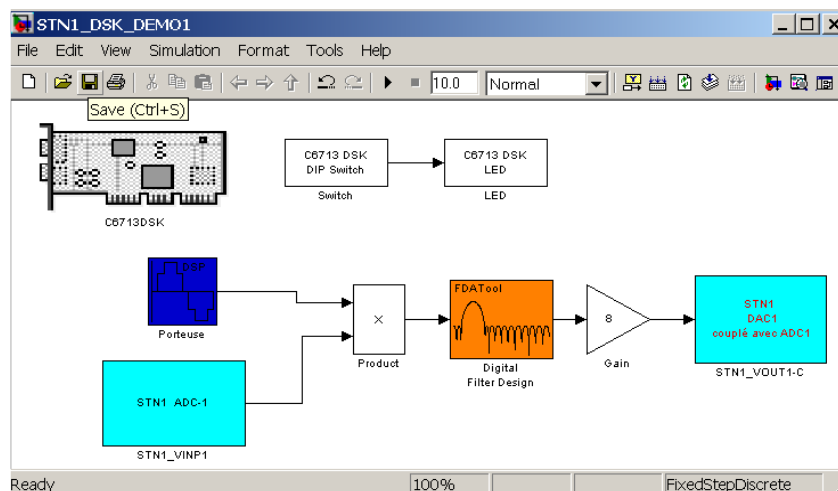 STN1_DSK_DEMO1
File Edit View Simulation Format Tools Help
10.0 Normal
Save (Ctrl+S)
C6713DSK
C6713 DSK
DIP Switch
Switch
C6713 DSK
LED
LED
DSP
Porteuse
STN1 ADC-1
STN1_VINP1
×
Product
FDATool
Digital
Filter Design
8
Gain
STN1
DAC1
couplé avec ADC1
STN1_VOUT1-C
Ready 100% FixedStepDiscrete